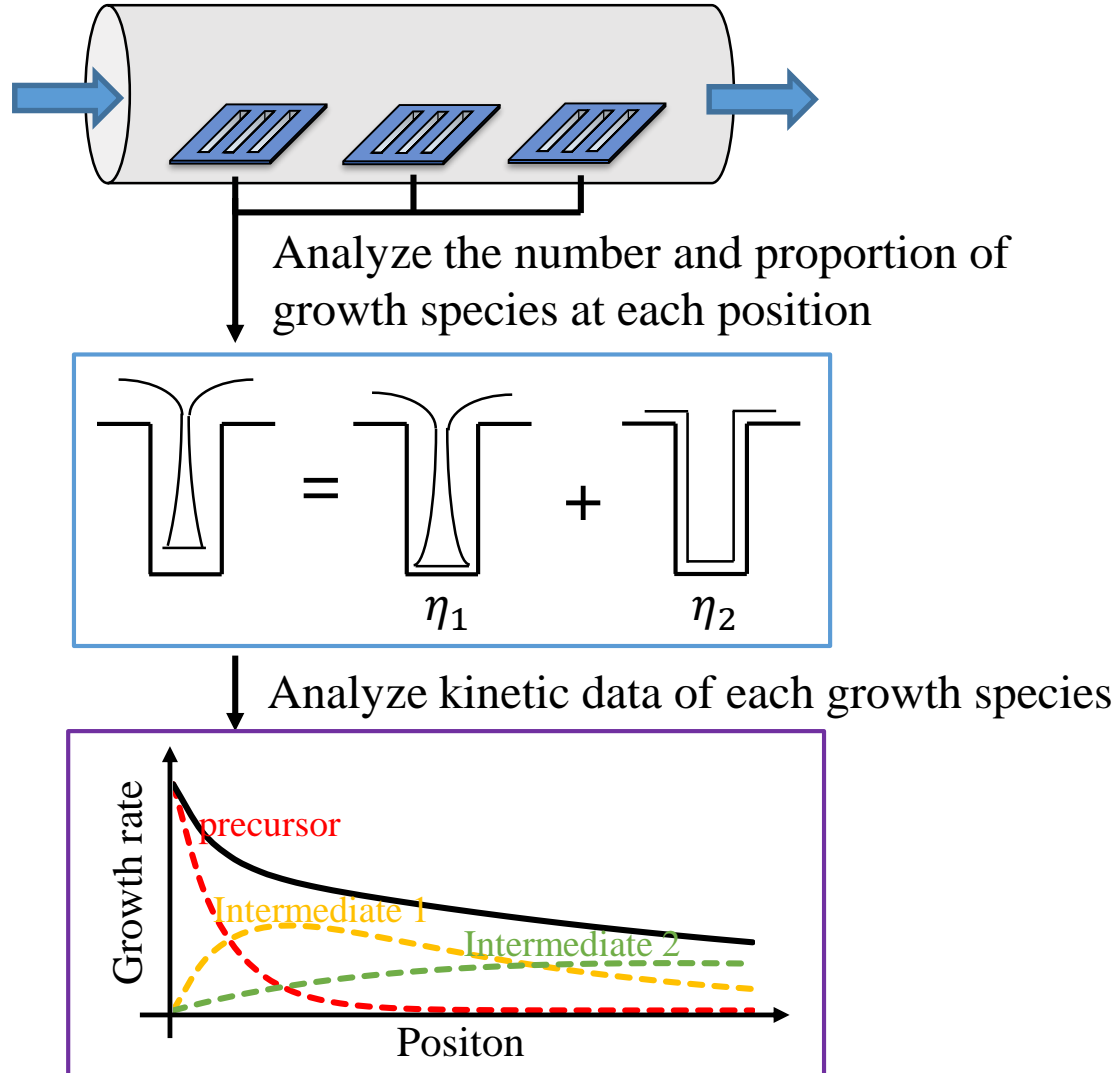 Analyze the number and proportion of
growth species at each position
=
+
η₁
η₂
Analyze kinetic data of each growth species
Growth rate
precursor
Intermediate 1
Intermediate 2
Positon